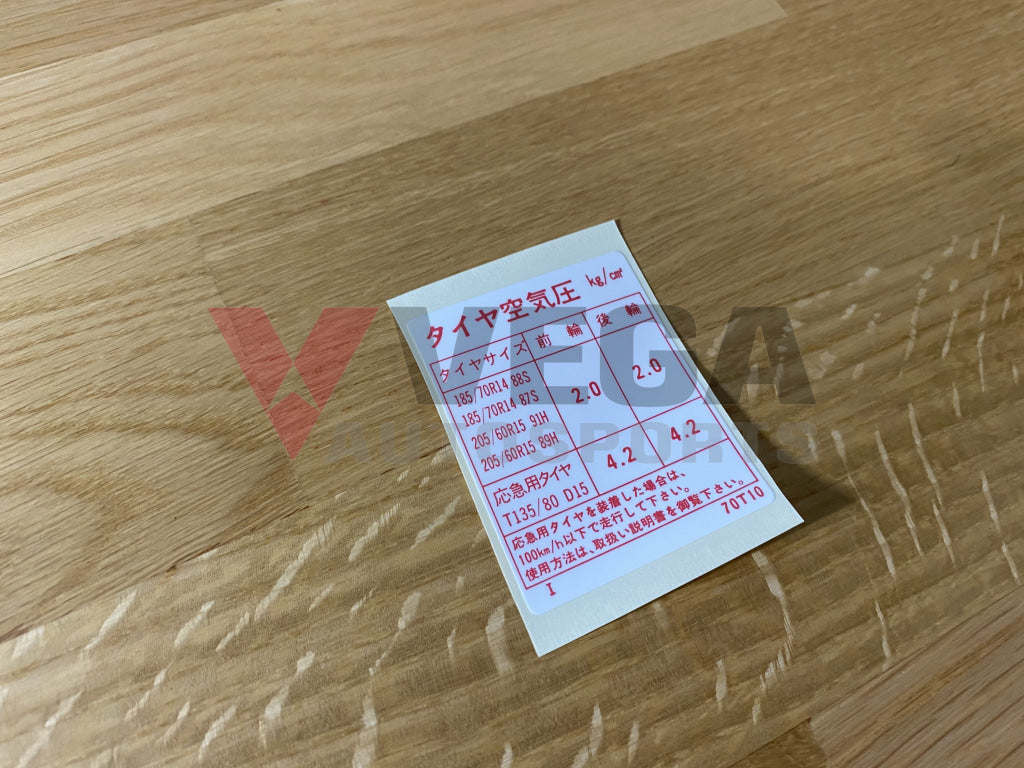 タイヤ空気圧 kg/cm²
タイヤサイズ 前輪 後輪
185/70R14 88S
185/70R14 87S
205/60R15 91H
205/60R15 89H
2.0 2.0
応急用タイヤ
T135/80 D15
4.2 4.2
応急用タイヤを装着した場合は、
100km/h以下で走行して下さい。
使用方法は、取扱い説明書を御覧下さい。
I 70T10
VEGA
AUTOSPORTS